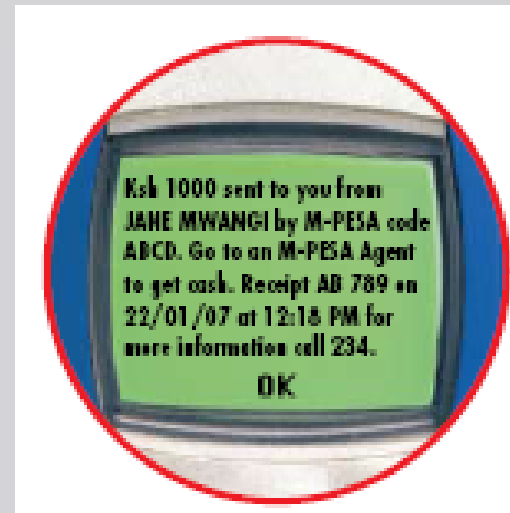 Ksh 1000 sent to you from
JANE MWANGI by M-PESA code
ABCD. Go to an M-PESA Agent
to get cash. Receipt AB 789 on
22/01/07 at 12:18 PM for
more information call 234.
OK